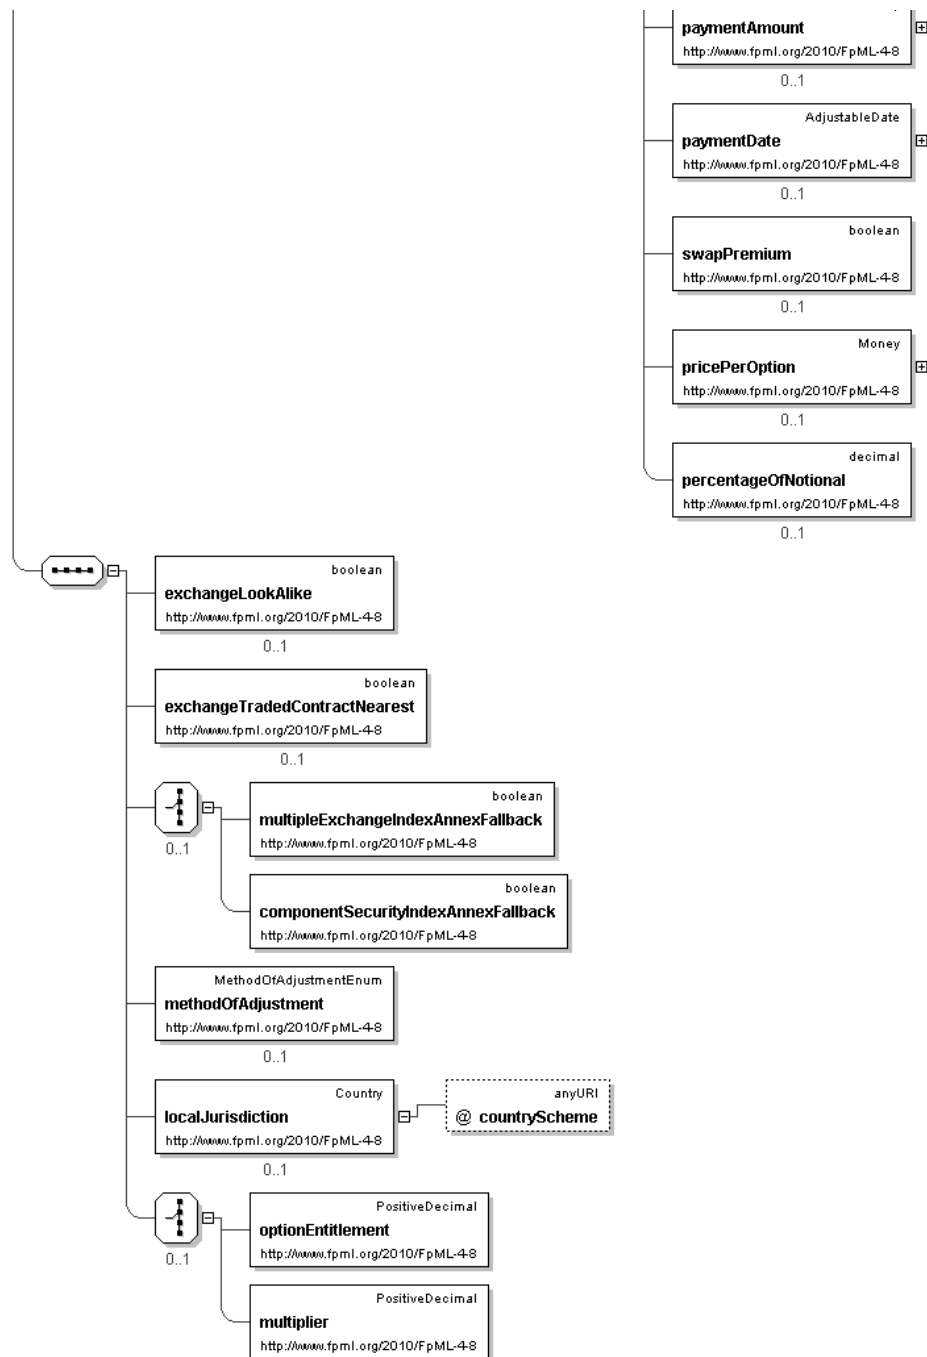 paymentAmount
http://www.fpml.org/2010/FpML-4-8
0..1
AdjustableDate
paymentDate
http://www.fpml.org/2010/FpML-4-8
0..1
boolean
swapPremium
http://www.fpml.org/2010/FpML-4-8
0..1
Money
pricePerOption
http://www.fpml.org/2010/FpML-4-8
0..1
decimal
percentageOfNotional
http://www.fpml.org/2010/FpML-4-8
0..1
boolean
exchangeLookAlike
http://www.fpml.org/2010/FpML-4-8
0..1
boolean
exchangeTradedContractNearest
http://www.fpml.org/2010/FpML-4-8
0..1
0..1
boolean
multipleExchangeIndexAnnexFallback
http://www.fpml.org/2010/FpML-4-8
boolean
componentSecurityIndexAnnexFallback
http://www.fpml.org/2010/FpML-4-8
MethodOfAdjustmentEnum
methodOfAdjustment
http://www.fpml.org/2010/FpML-4-8
0..1
Country
localJurisdiction
http://www.fpml.org/2010/FpML-4-8
0..1
anyURI
@ countryScheme
0..1
PositiveDecimal
optionEntitlement
http://www.fpml.org/2010/FpML-4-8
PositiveDecimal
multiplier
http://www.fpml.org/2010/FpML-4-8